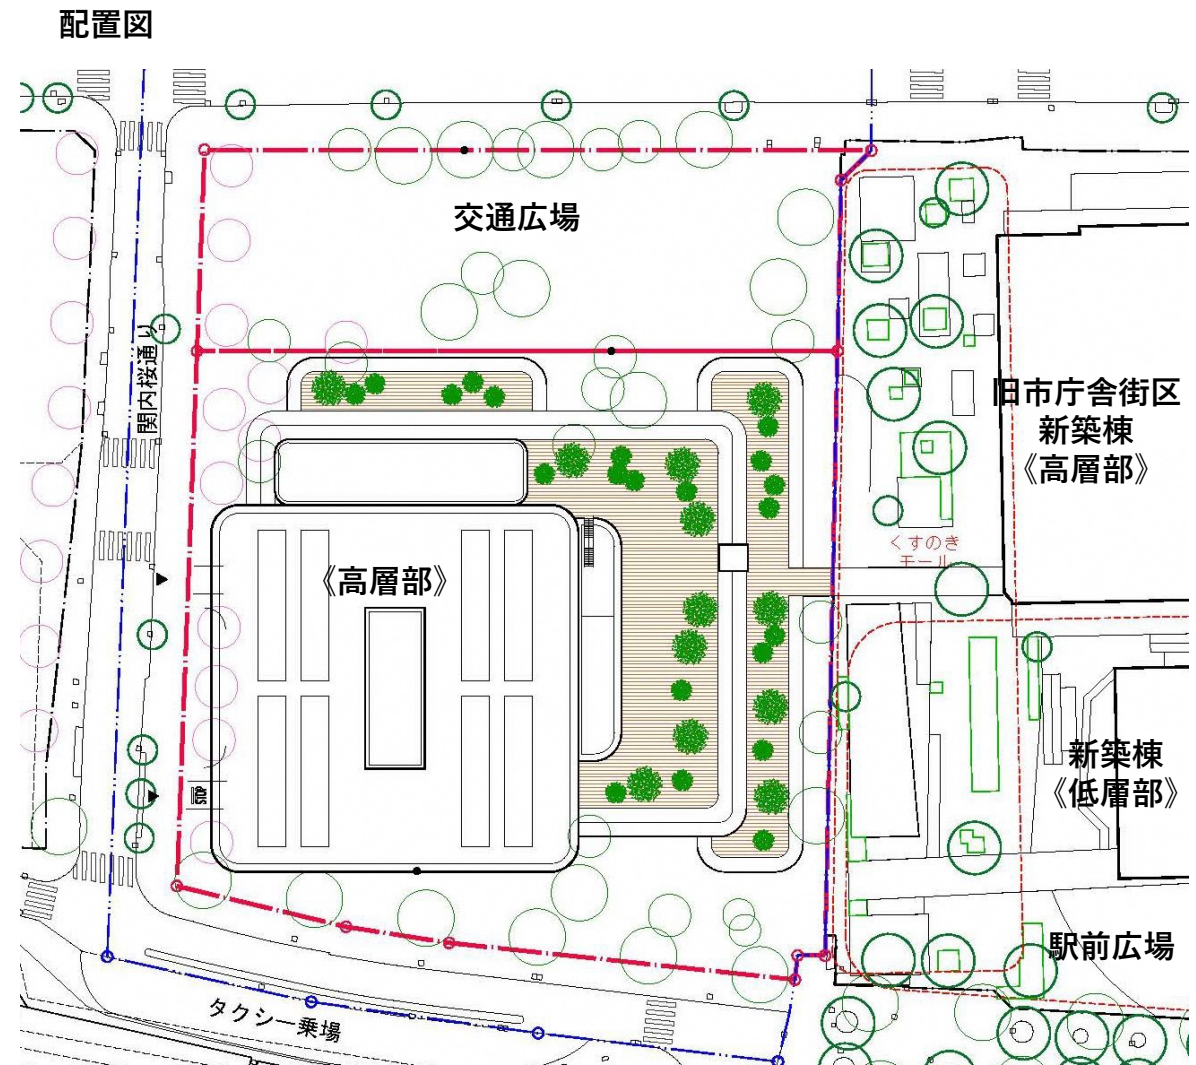 配置図
交通広場
関内桜通り
旧市庁舎街区
新築棟
《高層部》
くすのき
モール
《高層部》
新築棟
《低層部》
駅前広場
タクシー乗場